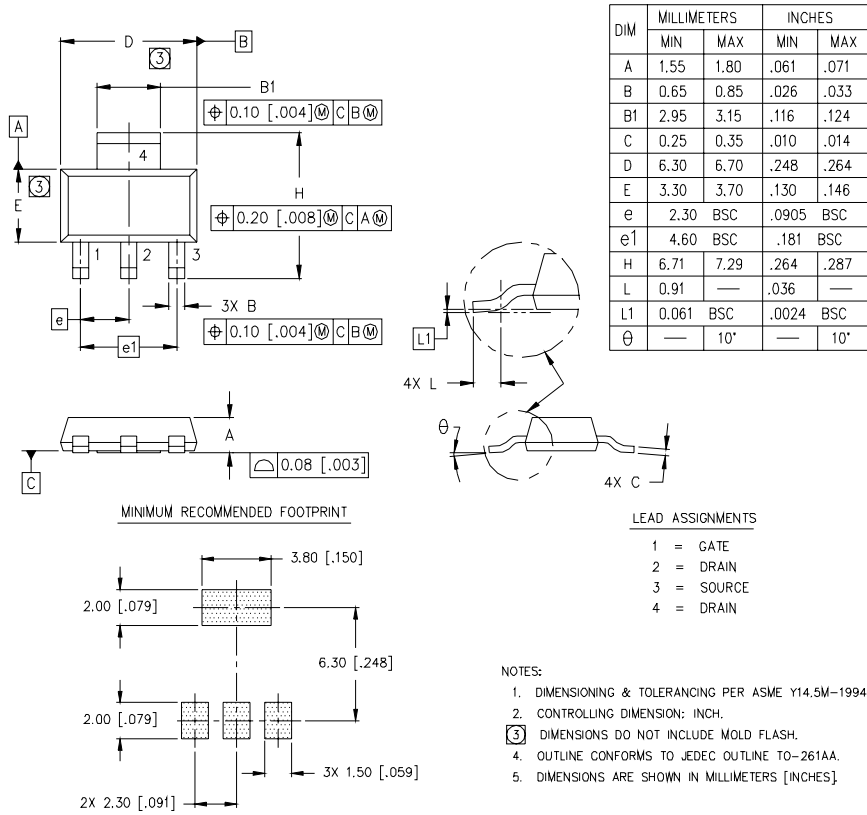 D
B
3
B1
⌖ 0.10 [.004]Ⓜ C BⓂ
A
4
3
E
H
⌖ 0.20 [.008]Ⓜ C AⓂ
1 2 3
3X B
e
⌖ 0.10 [.004]Ⓜ C BⓂ
e1
L1
4X L
DIM MILLIMETERS INCHES
MIN MAX MIN MAX
A 1.55 1.80 .061 .071
B 0.65 0.85 .026 .033
B1 2.95 3.15 .116 .124
C 0.25 0.35 .010 .014
D 6.30 6.70 .248 .264
E 3.30 3.70 .130 .146
e 2.30 BSC .0905 BSC
e1 4.60 BSC .181 BSC
H 6.71 7.29 .264 .287
L 0.91 — .036 —
L1 0.061 BSC .0024 BSC
θ — 10° — 10°
A
C
⌓ 0.08 [.003]
θ
4X C
MINIMUM RECOMMENDED FOOTPRINT
3.80 [.150]
2.00 [.079]
6.30 [.248]
2.00 [.079]
3X 1.50 [.059]
2X 2.30 [.091]
LEAD ASSIGNMENTS
1 = GATE
2 = DRAIN
3 = SOURCE
4 = DRAIN
NOTES:
1. DIMENSIONING & TOLERANCING PER ASME Y14.5M-1994
2. CONTROLLING DIMENSION: INCH.
3 DIMENSIONS DO NOT INCLUDE MOLD FLASH.
4. OUTLINE CONFORMS TO JEDEC OUTLINE TO-261AA.
5. DIMENSIONS ARE SHOWN IN MILLIMETERS [INCHES].